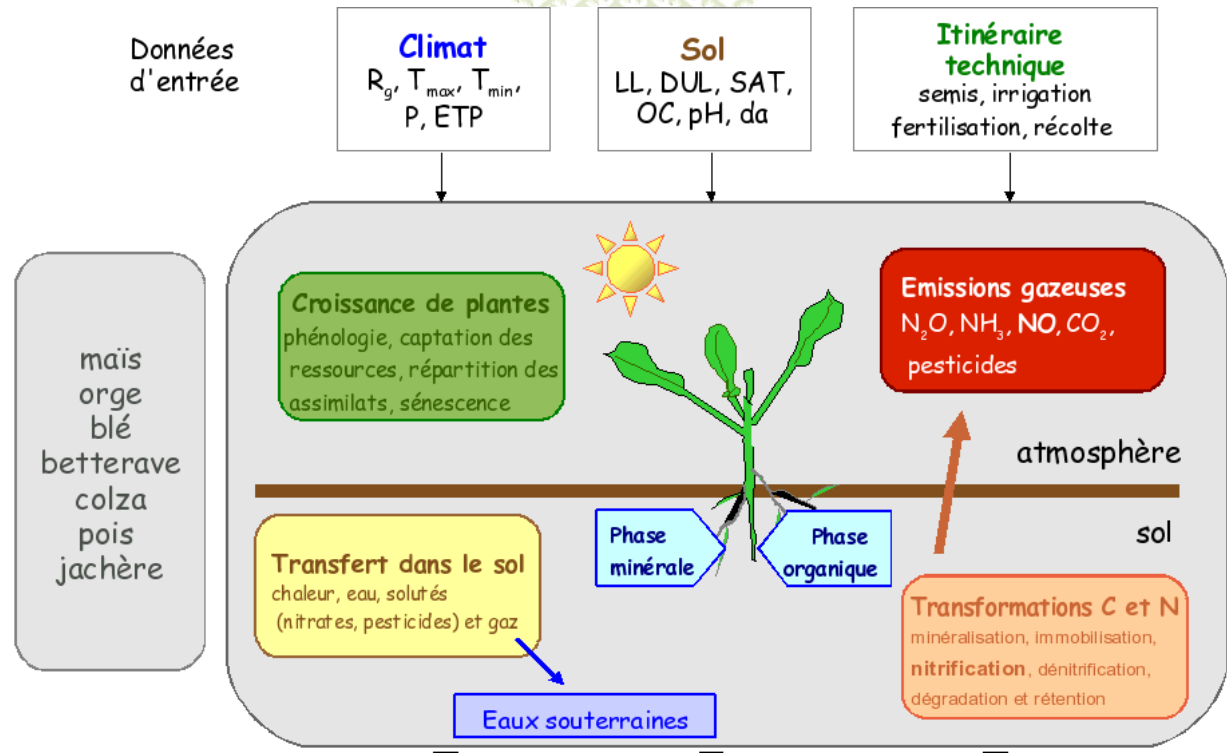 Données
d'entrée
Climat
Rg, Tmax, Tmin,
P, ETP
Sol
LL, DUL, SAT,
OC, pH, da
Itinéraire
technique
semis, irrigation
fertilisation, récolte
maïs
orge
blé
betterave
colza
pois
jachère
Croissance de plantes
phénologie, captation des
ressources, répartition des
assimilats, sénescence
Emissions gazeuses
N2O, NH3, NO, CO2,
pesticides
atmosphère
sol
Phase
minérale
Phase
organique
Transfert dans le sol
chaleur, eau, solutés
(nitrates, pesticides) et gaz
Transformations C et N
minéralisation, immobilisation,
nitrification, dénitrification,
dégradation et rétention
Eaux souterraines